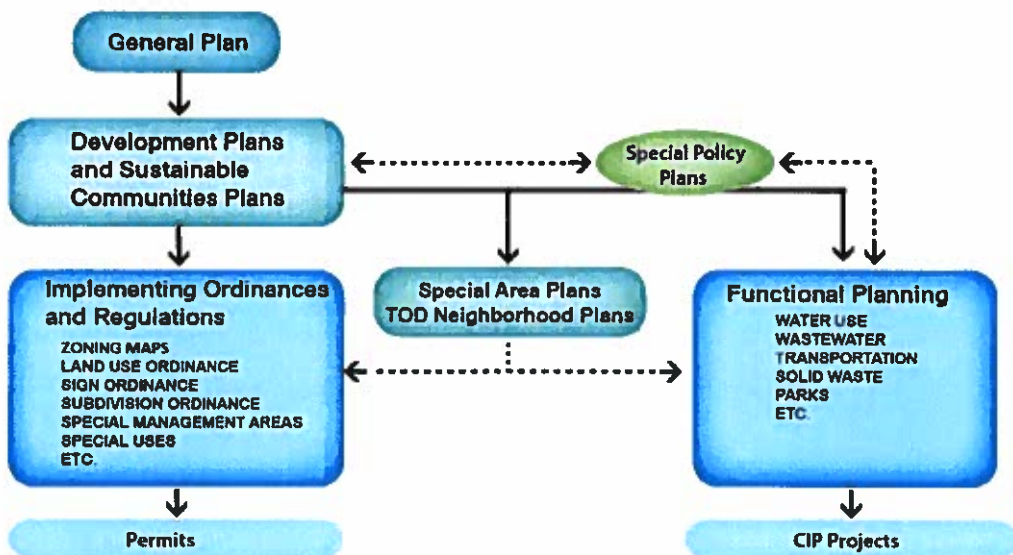 General Plan
Development Plans
and Sustainable
Communities Plans
Special Policy
Plans
Implementing Ordinances
and Regulations
ZONING MAPS
LAND USE ORDINANCE
SIGN ORDINANCE
SUBDIVISION ORDINANCE
SPECIAL MANAGEMENT AREAS
SPECIAL USES
ETC.
Special Area Plans
TOD Neighborhood Plans
Functional Planning
WATER USE
WASTEWATER
TRANSPORTATION
SOLID WASTE
PARKS
ETC.
Permits
CIP Projects